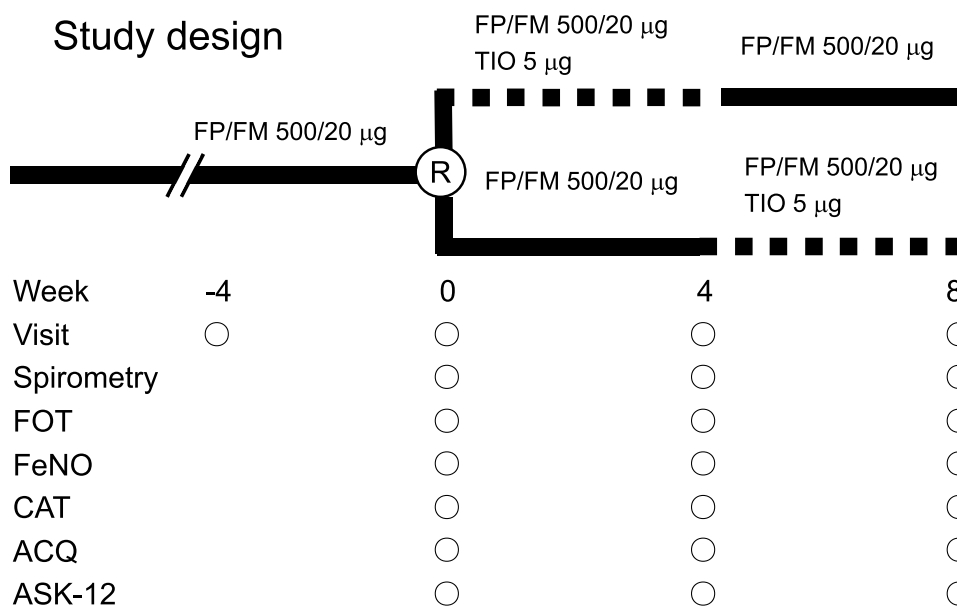 Study design
FP/FM 500/20 μg
TIO 5 μg
FP/FM 500/20 μg
FP/FM 500/20 μg
R
FP/FM 500/20 μg
FP/FM 500/20 μg
TIO 5 μg
Week -4 0 4 8
Visit
Spirometry
FOT
FeNO
CAT
ACQ
ASK-12